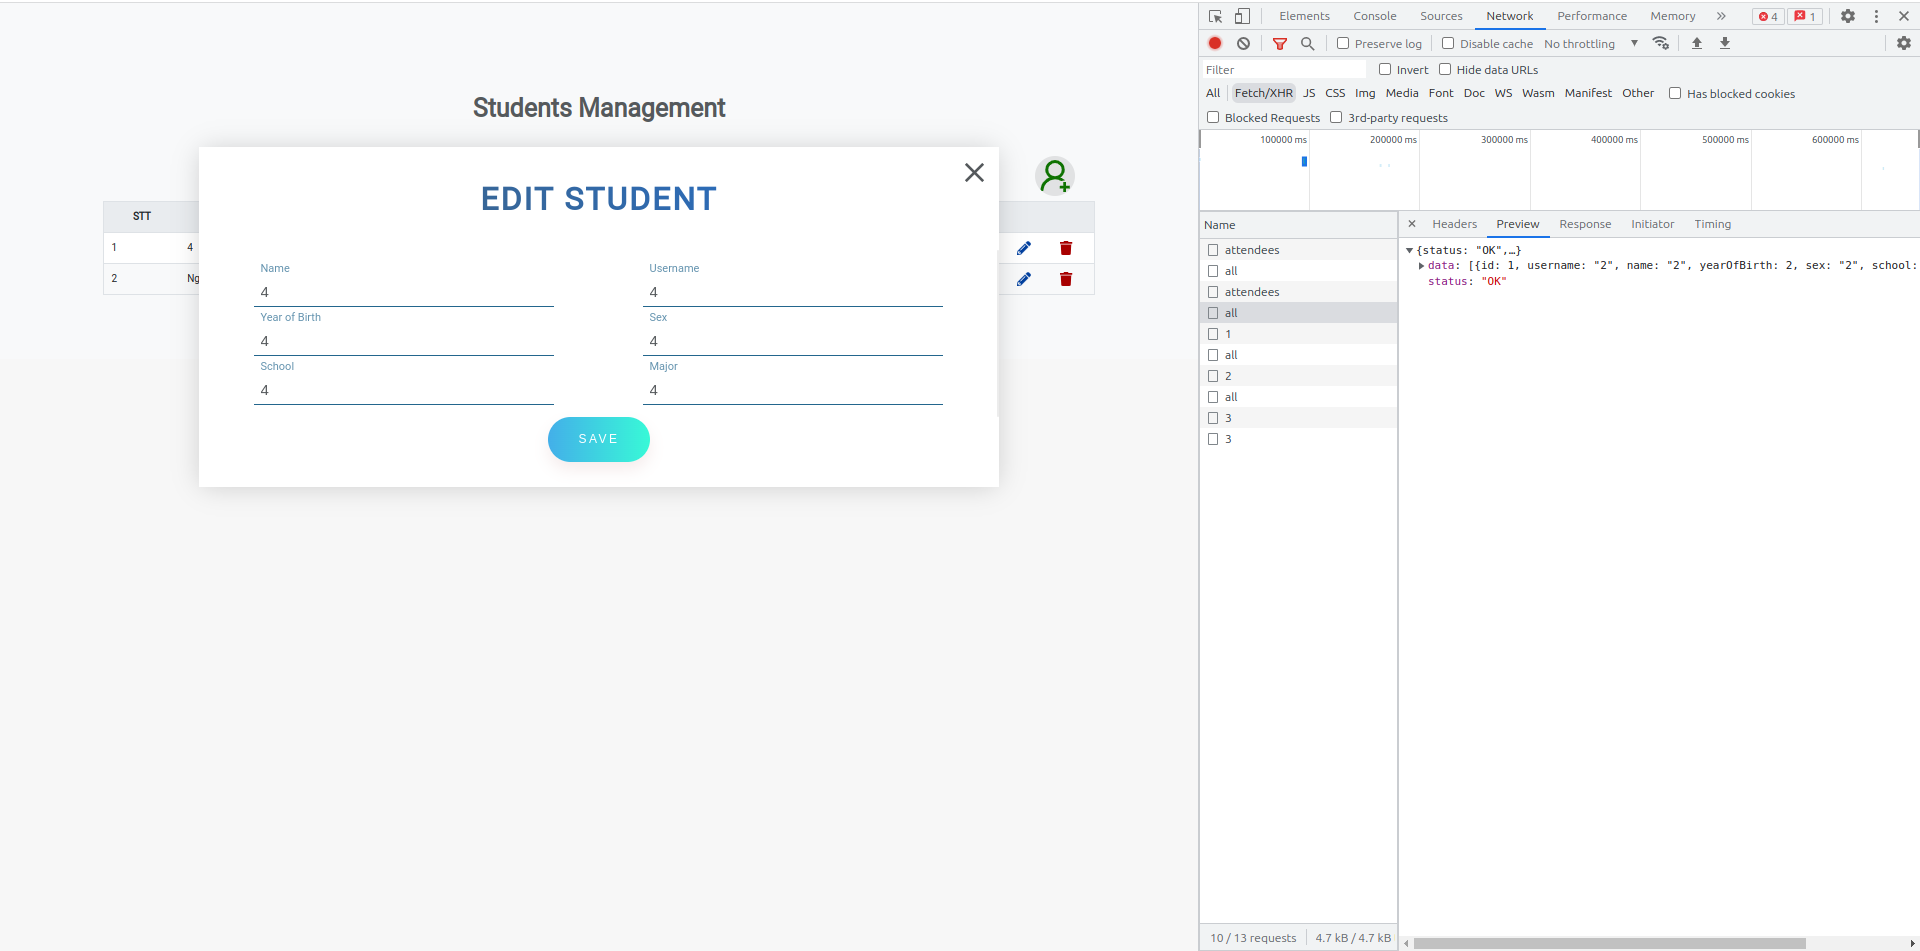 Students Management
EDIT STUDENT
STT
1 4
2 Ng
Name
4
Username
4
Year of Birth
4
Sex
4
School
4
Major
4
SAVE
Elements Console Sources Network Performance Memory » 4 1
Preserve log Disable cache No throttling
Filter Invert Hide data URLs
All Fetch/XHR JS CSS Img Media Font Doc WS Wasm Manifest Other Has blocked cookies
Blocked Requests 3rd-party requests
100000 ms 200000 ms 300000 ms 400000 ms 500000 ms 600000 ms
Name
attendees
all
attendees
all
1
all
2
all
3
3
10 / 13 requests 4.7 kB / 4.7 kB
Headers Preview Response Initiator Timing
{status: "OK",…}
data: [{id: 1, username: "2", name: "2", yearOfBirth: 2, sex: "2", school:
status: "OK"